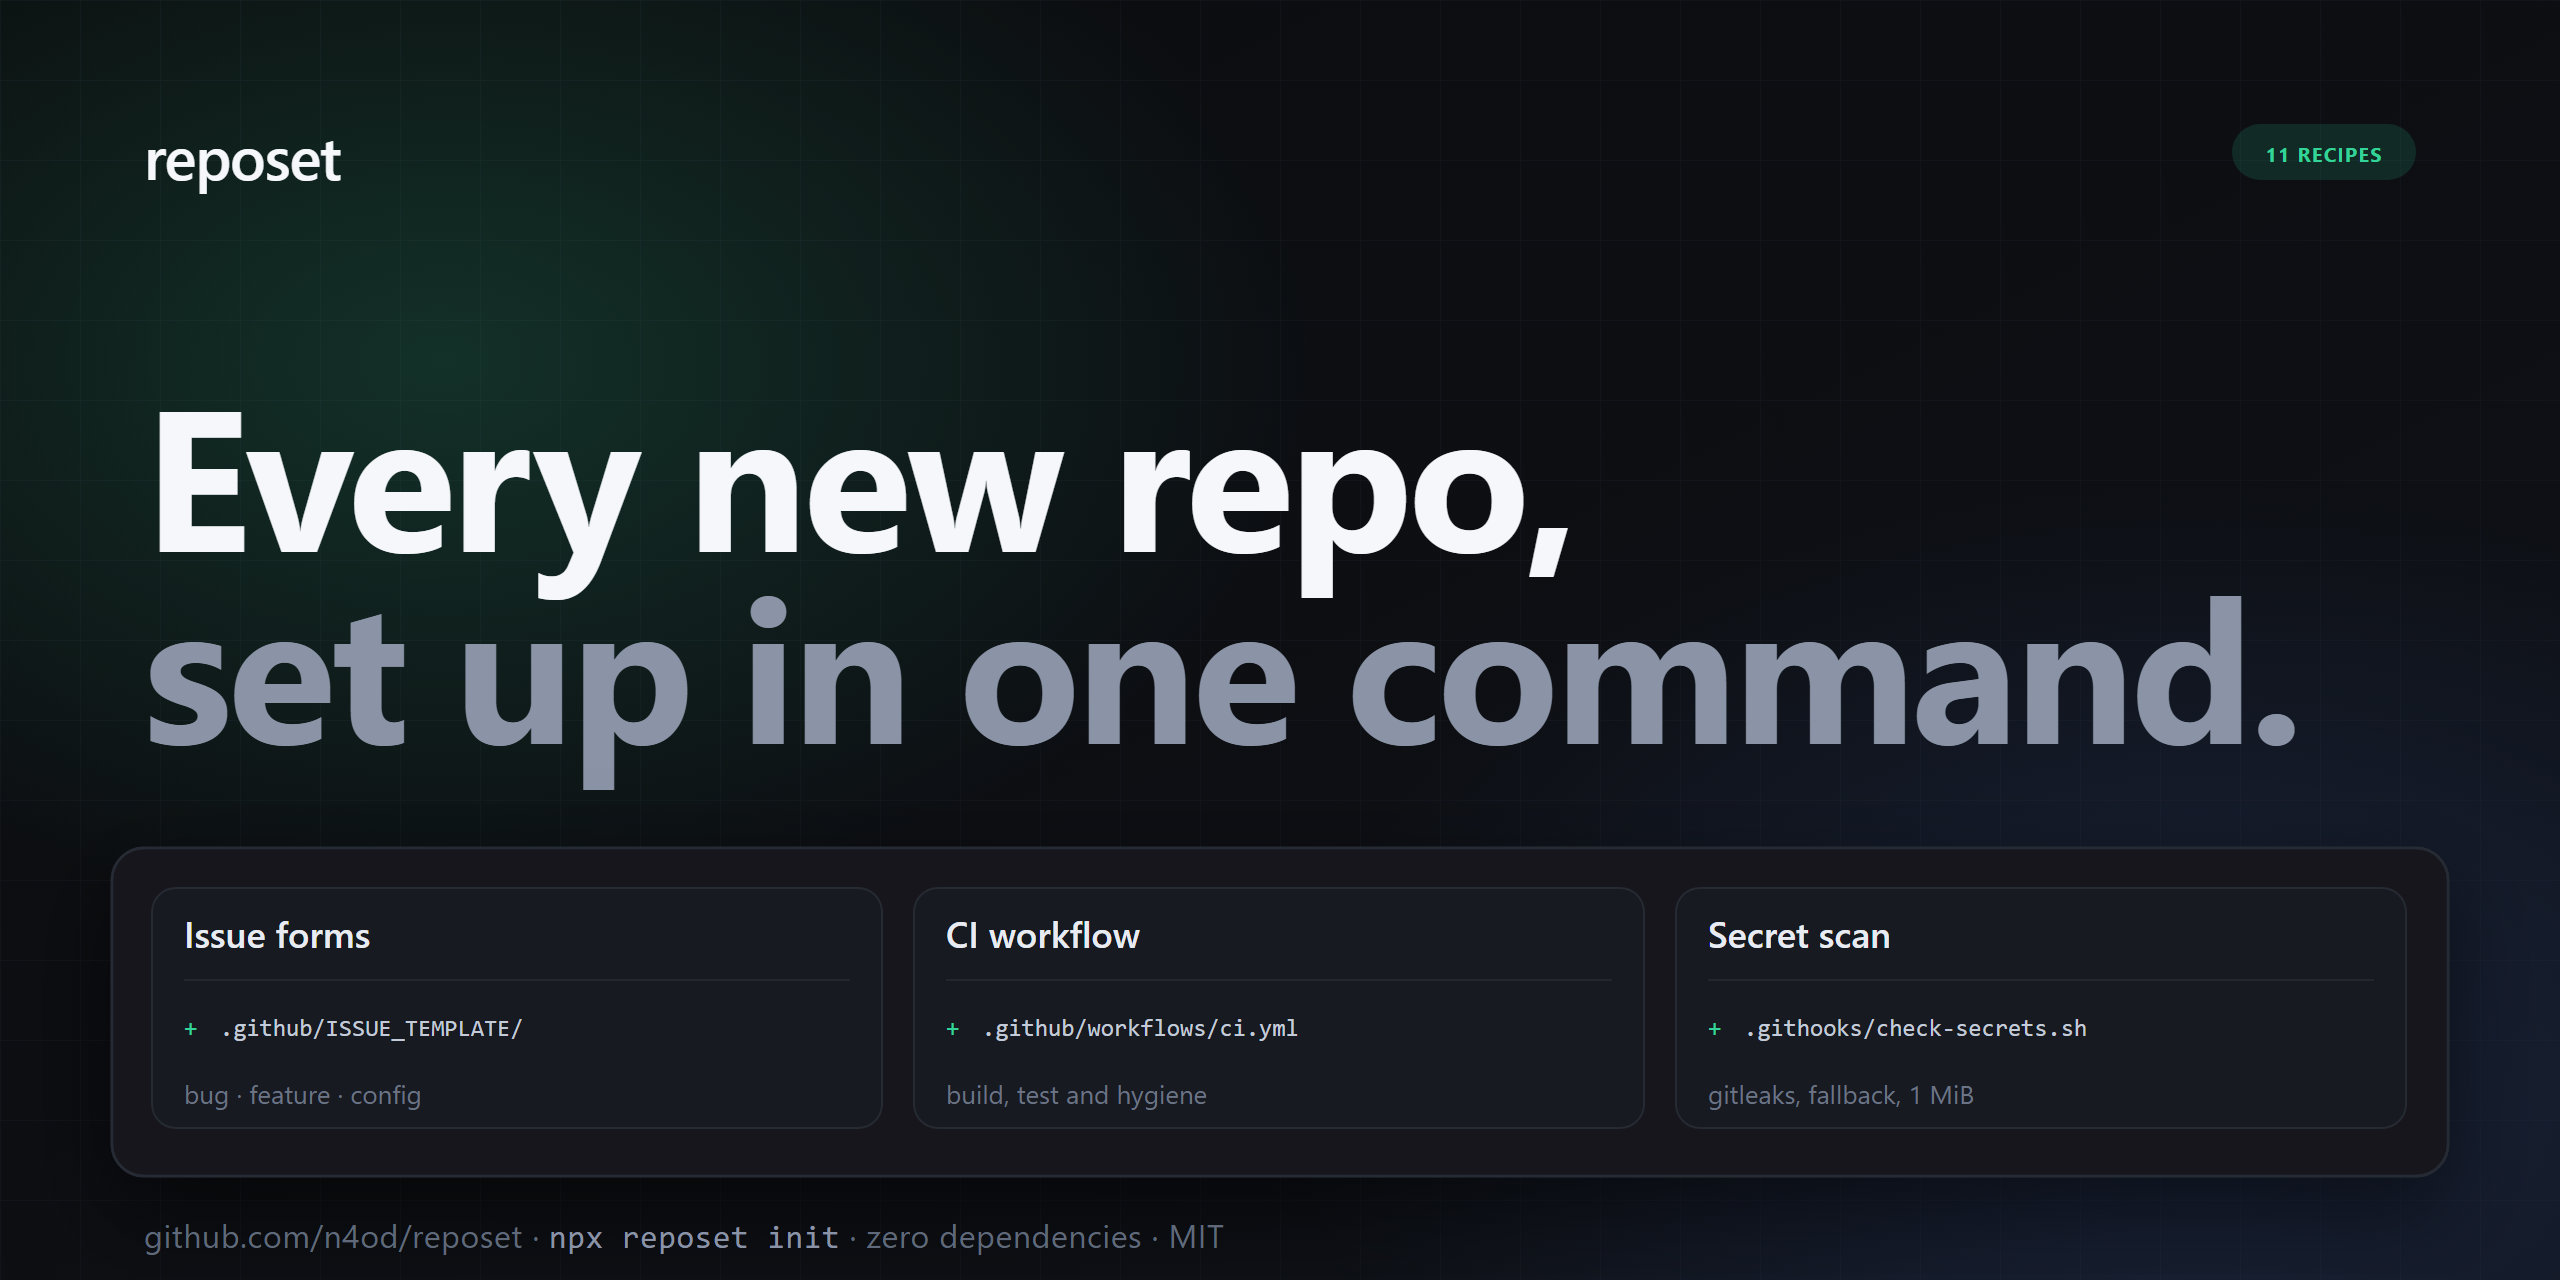 reposet
11 RECIPES
Every new repo,
set up in one command.
Issue forms
+ .github/ISSUE_TEMPLATE/
bug · feature · config
CI workflow
+ .github/workflows/ci.yml
build, test and hygiene
Secret scan
+ .githooks/check-secrets.sh
gitleaks, fallback, 1 MiB
github.com/n4od/reposet · npx reposet init · zero dependencies · MIT